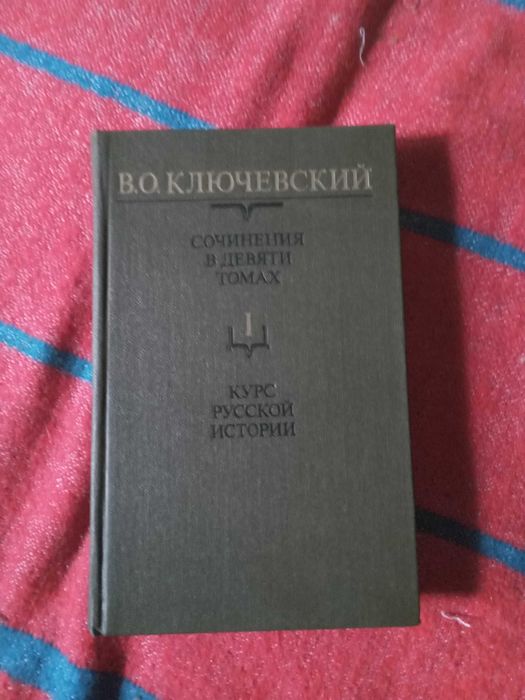 В.О. КЛЮЧЕВСКИЙ
СОЧИНЕНИЯ
В ДЕВЯТИ
ТОМАХ
1
КУРС
РУССКОЙ
ИСТОРИИ